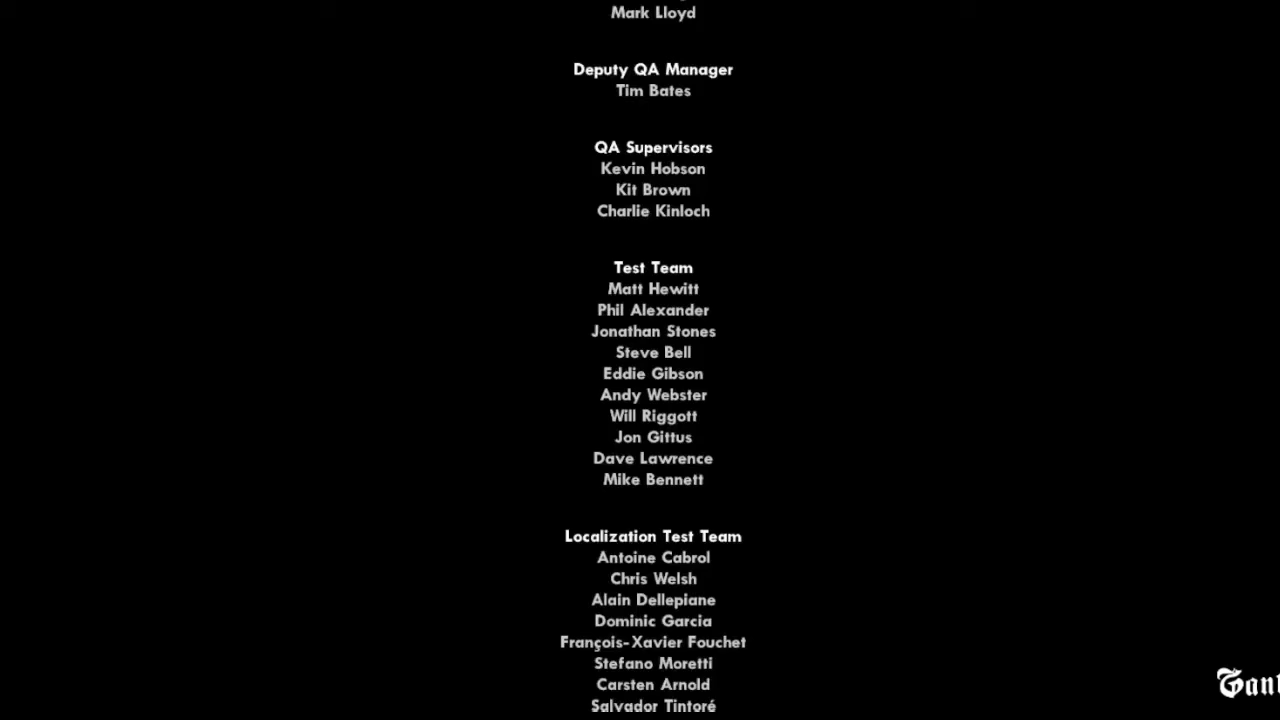 Mark Lloyd
Deputy QA Manager
Tim Bates
QA Supervisors
Kevin Hobson
Kit Brown
Charlie Kinloch
Test Team
Matt Hewitt
Phil Alexander
Jonathan Stones
Steve Bell
Eddie Gibson
Andy Webster
Will Riggott
Jon Gittus
Dave Lawrence
Mike Bennett
Localization Test Team
Antoine Cabrol
Chris Welsh
Alain Dellepiane
Dominic Garcia
François-Xavier Fouchet
Stefano Moretti
Carsten Arnold
Salvador Tintoré